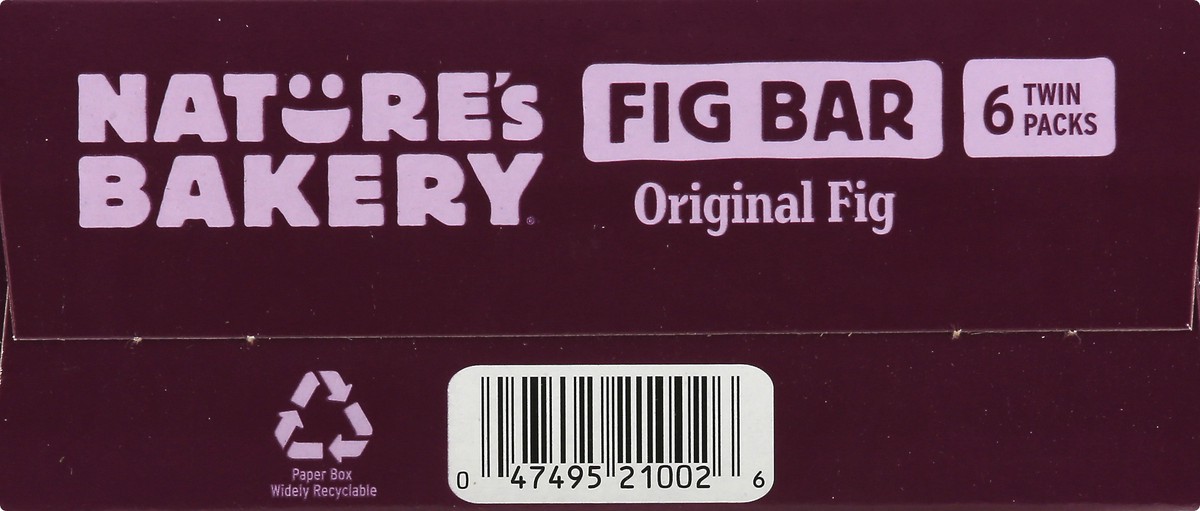 NATURE's
BAKERY®
FIG BAR
6 TWIN
PACKS
Original Fig
Paper Box
Widely Recyclable
0 47495 21002 6